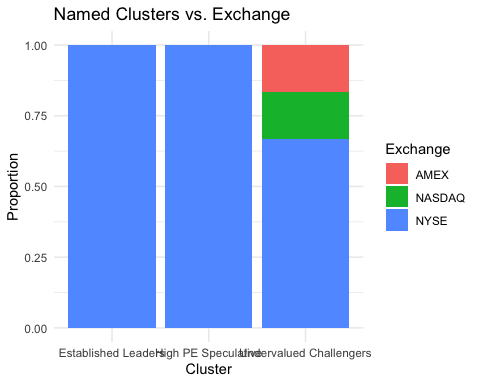 Named Clusters vs. Exchange
1.00
0.75
0.50
0.25
0.00
Proportion
Established Leaders
High PE Speculative
Undervalued Challengers
Cluster
Exchange
AMEX
NASDAQ
NYSE